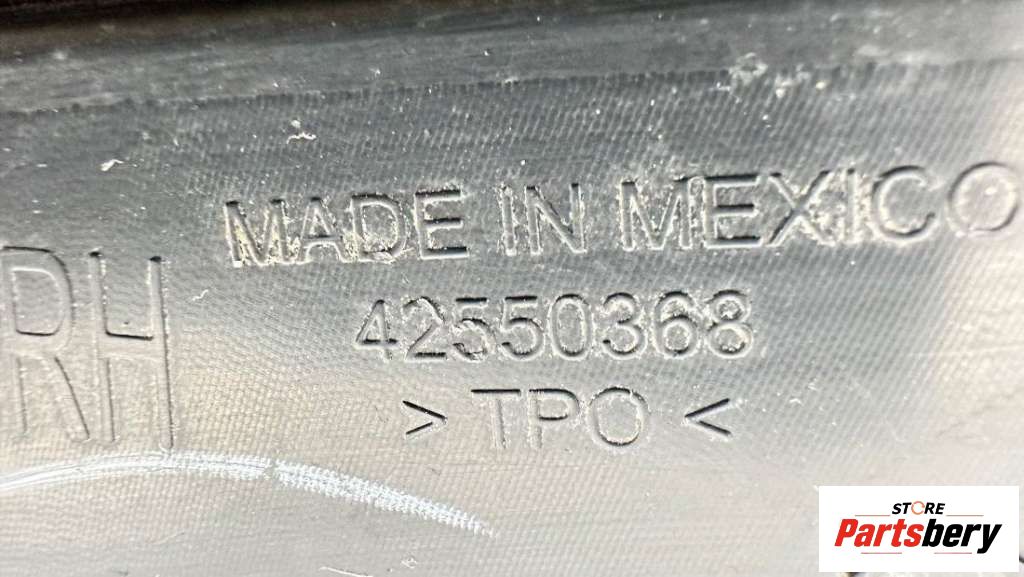 MADE IN MEXICO
RH
42550368
> TPO <
STORE
Partsbery